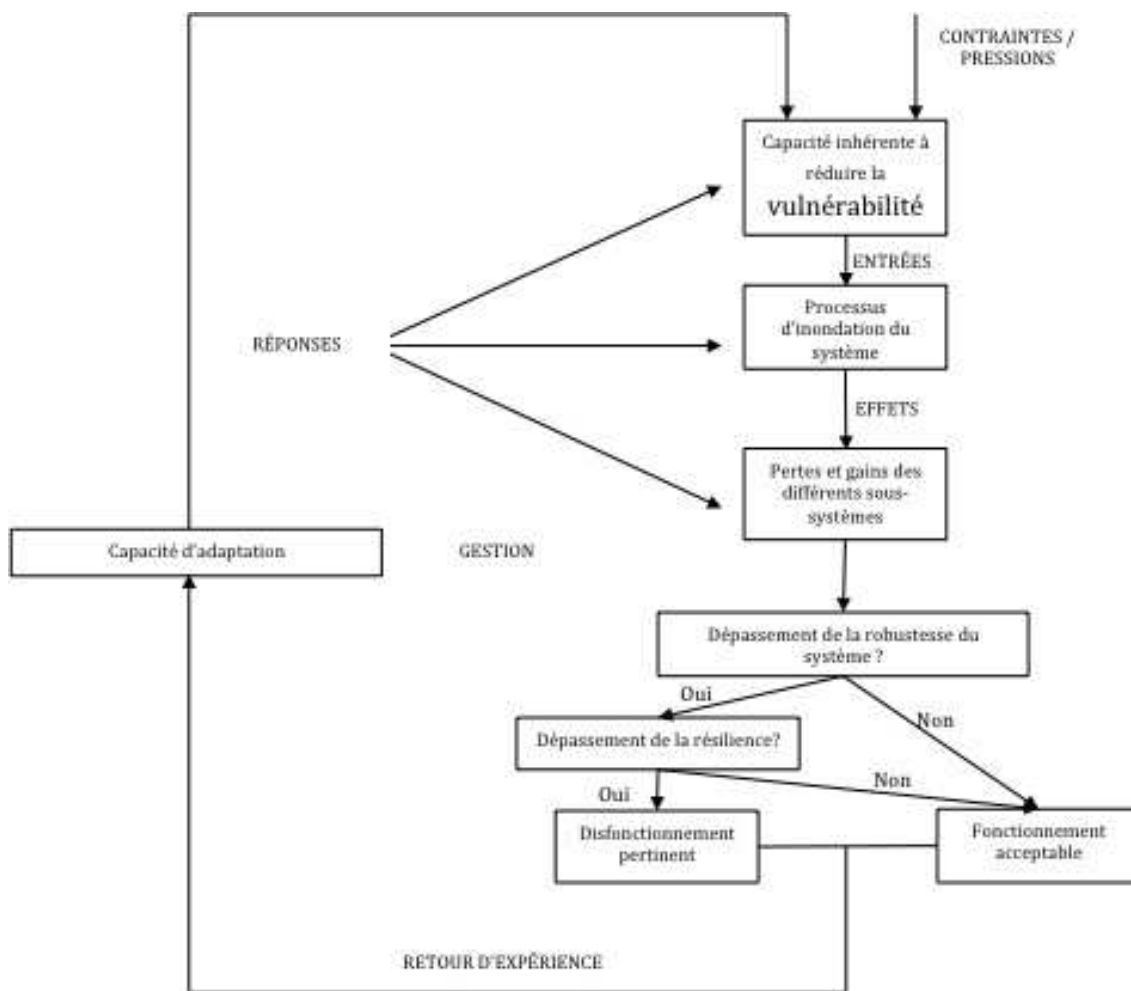 CONTRAINTES /
PRESSIONS
Capacité inhérente à
réduire la
vulnérabilité
ENTRÉES
Processus
d'inondation du
système
RÉPONSES
EFFETS
Pertes et gains des
différents sous-
systèmes
Capacité d'adaptation
GESTION
Dépassement de la robustesse du
système ?
Oui
Non
Dépassement de la résilience?
Non
Oui
Disfonctionnement
pertinent
Fonctionnement
acceptable
RETOUR D'EXPÉRIENCE